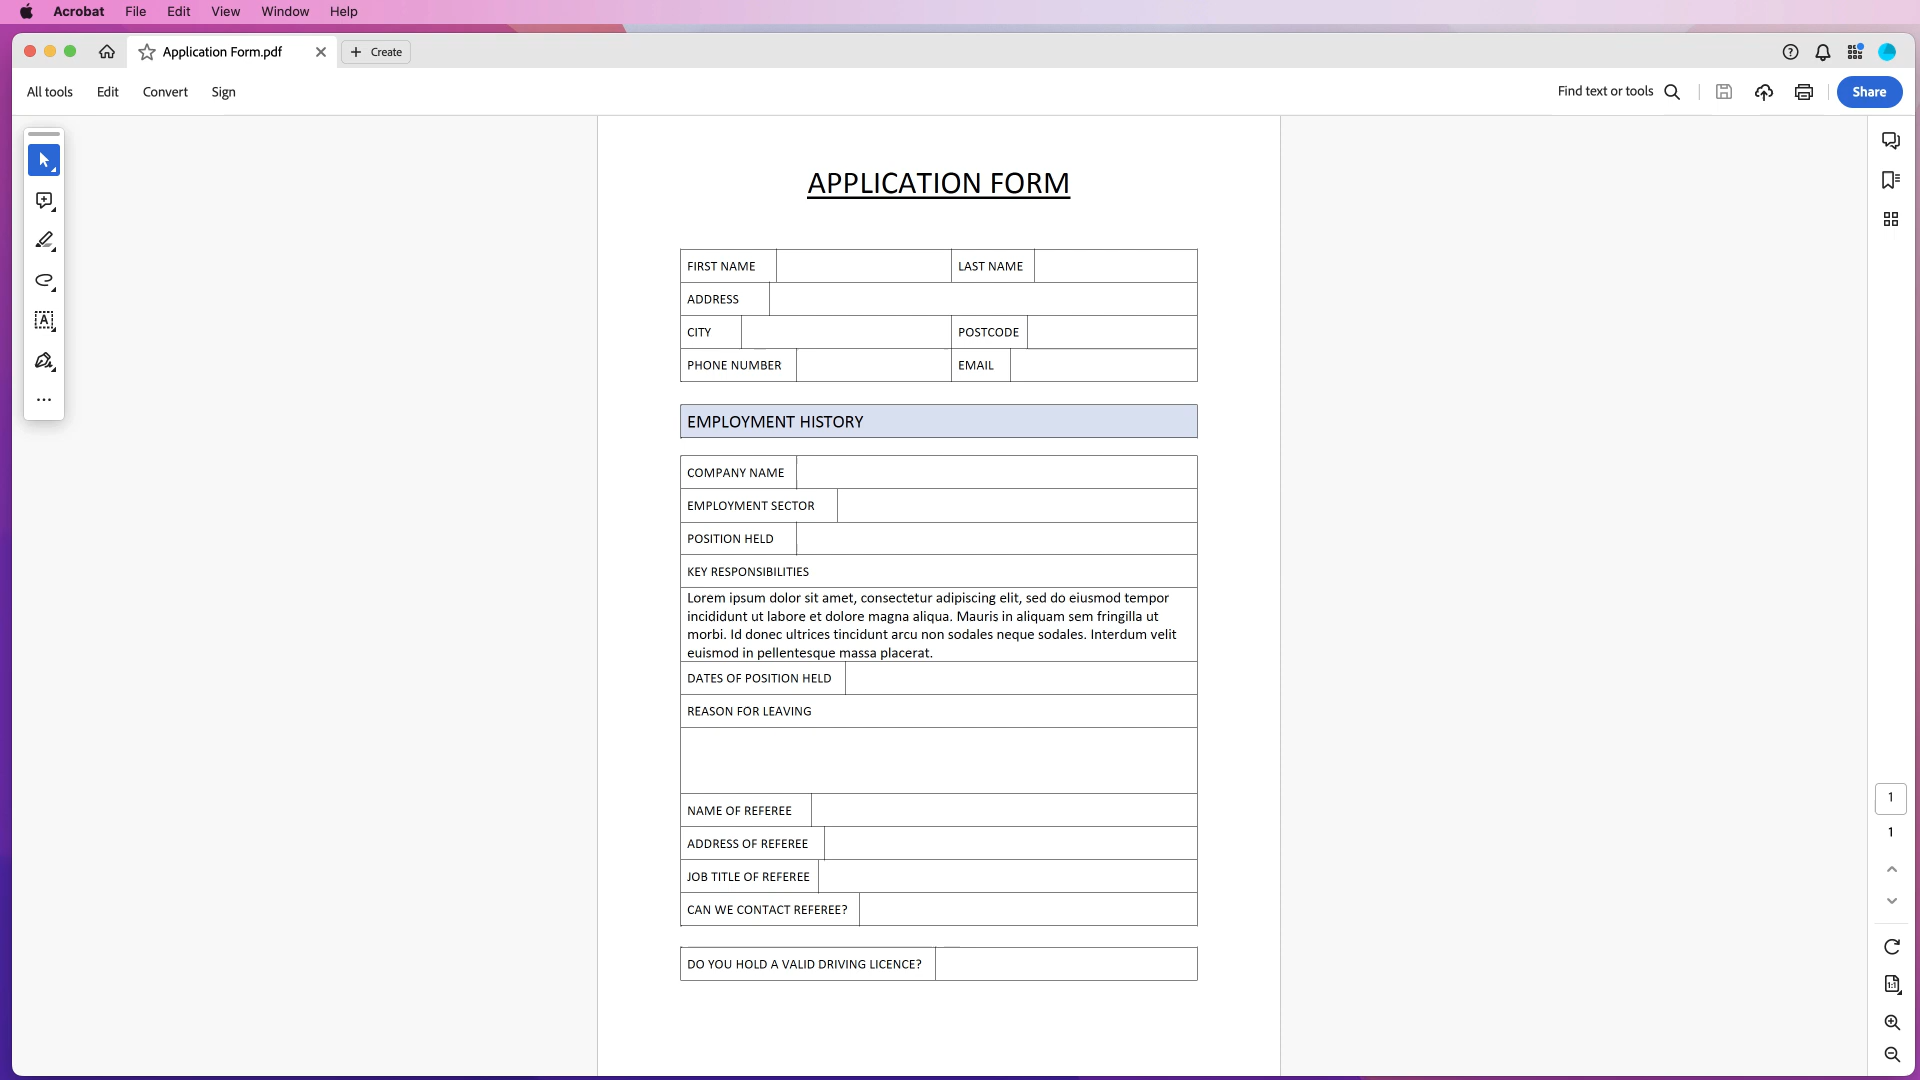 Acrobat File Edit View Window Help
Application Form.pdf
Create
All tools Edit Convert Sign
Find text or tools
Share
APPLICATION FORM
FIRST NAME LAST NAME
ADDRESS
CITY POSTCODE
PHONE NUMBER EMAIL
EMPLOYMENT HISTORY
COMPANY NAME
EMPLOYMENT SECTOR
POSITION HELD
KEY RESPONSIBILITIES
Lorem ipsum dolor sit amet, consectetur adipiscing elit, sed do eiusmod tempor
incididunt ut labore et dolore magna aliqua. Mauris in aliquam sem fringilla ut
morbi. Id donec ultrices tincidunt arcu non sodales neque sodales. Interdum velit
euismod in pellentesque massa placerat.
DATES OF POSITION HELD
REASON FOR LEAVING
NAME OF REFEREE
ADDRESS OF REFEREE
JOB TITLE OF REFEREE
CAN WE CONTACT REFEREE?
DO YOU HOLD A VALID DRIVING LICENCE?
1
1